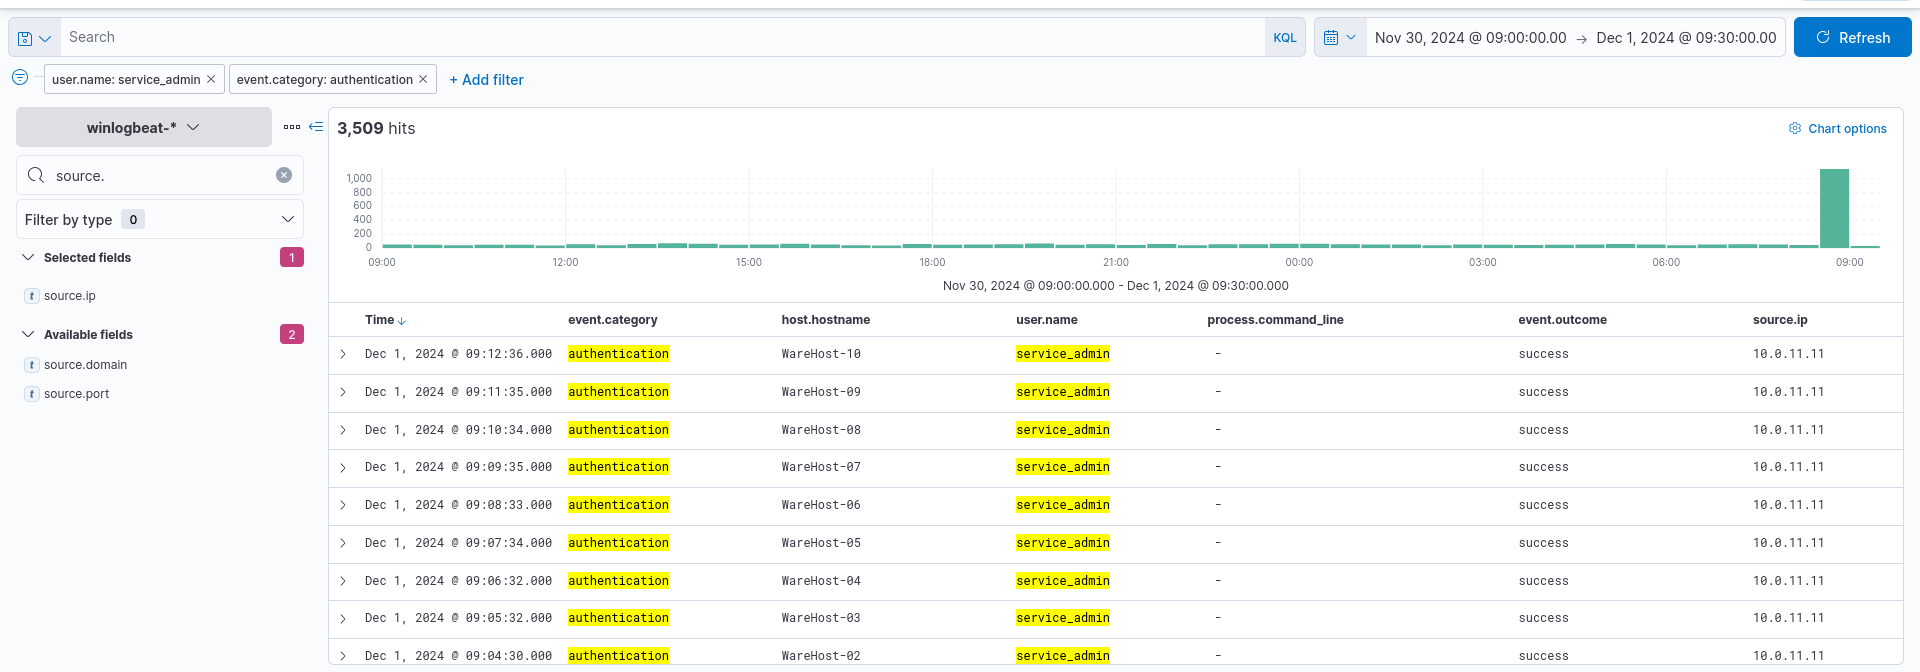 Search KQL Nov 30, 2024 @ 09:00:00.00 → Dec 1, 2024 @ 09:30:00.00 Refresh
user.name: service_admin × event.category: authentication × + Add filter
winlogbeat-*
source.
Filter by type 0
Selected fields 1
t source.ip
Available fields 2
t source.domain
t source.port
3,509 hits Chart options
1,000
800
600
400
200
0
09:00 12:00 15:00 18:00 21:00 00:00 03:00 06:00 09:00
Nov 30, 2024 @ 09:00:00.000 - Dec 1, 2024 @ 09:30:00.000
Time ↓ event.category host.hostname user.name process.command_line event.outcome source.ip
Dec 1, 2024 @ 09:12:36.000 authentication WareHost-10 service_admin - success 10.0.11.11
Dec 1, 2024 @ 09:11:35.000 authentication WareHost-09 service_admin - success 10.0.11.11
Dec 1, 2024 @ 09:10:34.000 authentication WareHost-08 service_admin - success 10.0.11.11
Dec 1, 2024 @ 09:09:35.000 authentication WareHost-07 service_admin - success 10.0.11.11
Dec 1, 2024 @ 09:08:33.000 authentication WareHost-06 service_admin - success 10.0.11.11
Dec 1, 2024 @ 09:07:34.000 authentication WareHost-05 service_admin - success 10.0.11.11
Dec 1, 2024 @ 09:06:32.000 authentication WareHost-04 service_admin - success 10.0.11.11
Dec 1, 2024 @ 09:05:32.000 authentication WareHost-03 service_admin - success 10.0.11.11
Dec 1, 2024 @ 09:04:30.000 authentication WareHost-02 service_admin - success 10.0.11.11